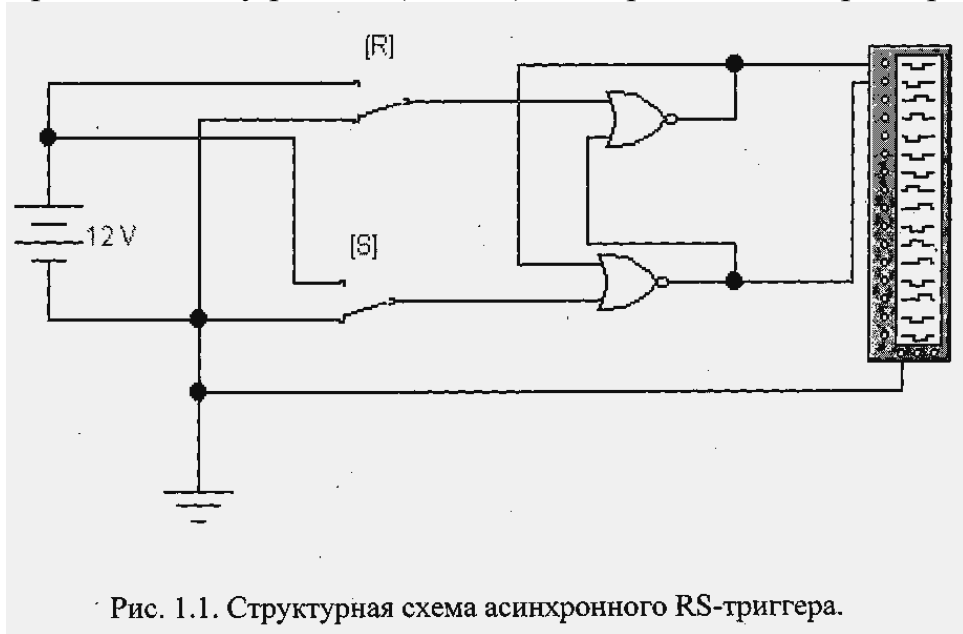 [R]
12 V
[S]
Рис. 1.1. Структурная схема асинхронного RS-триггера.